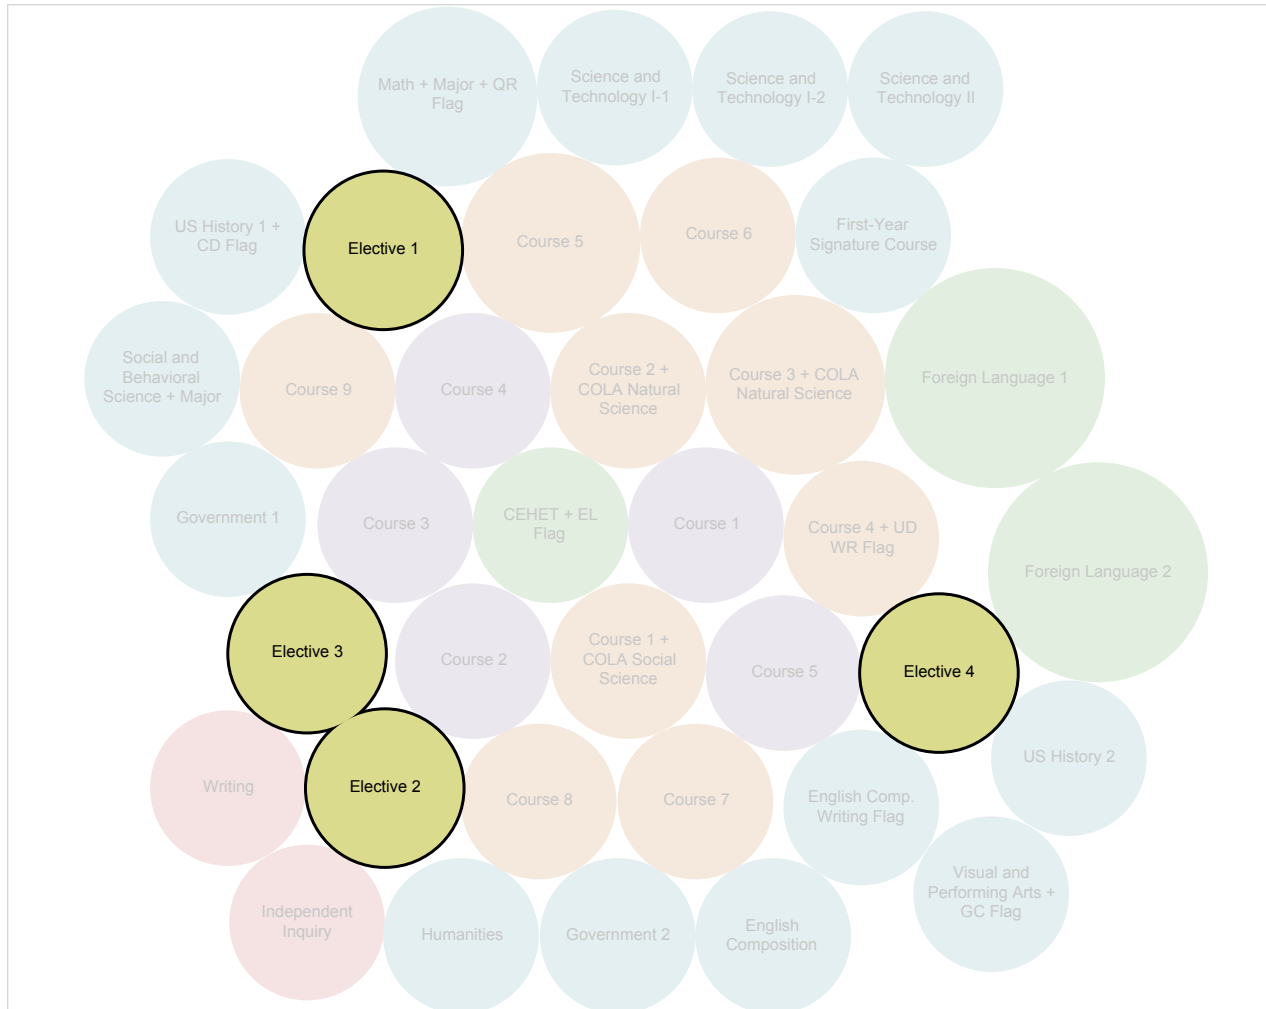 Math + Major + QR
Flag
Science and
Technology I-1
Science and
Technology I-2
Science and
Technology II
US History 1 +
CD Flag
Elective 1
Course 5
Course 6
First-Year
Signature Course
Social and
Behavioral
Science + Major
Course 9
Course 4
Course 2 +
COLA Natural
Science
Course 3 + COLA
Natural Science
Foreign Language 1
Government 1
Course 3
CEHET + EL
Flag
Course 1
Course 4 + UD
WR Flag
Foreign Language 2
Elective 3
Course 2
Course 1 +
COLA Social
Science
Course 5
Elective 4
Writing
Elective 2
Course 8
Course 7
English Comp.
Writing Flag
US History 2
Independent
Inquiry
Humanities
Government 2
English
Composition
Visual and
Performing Arts +
GC Flag